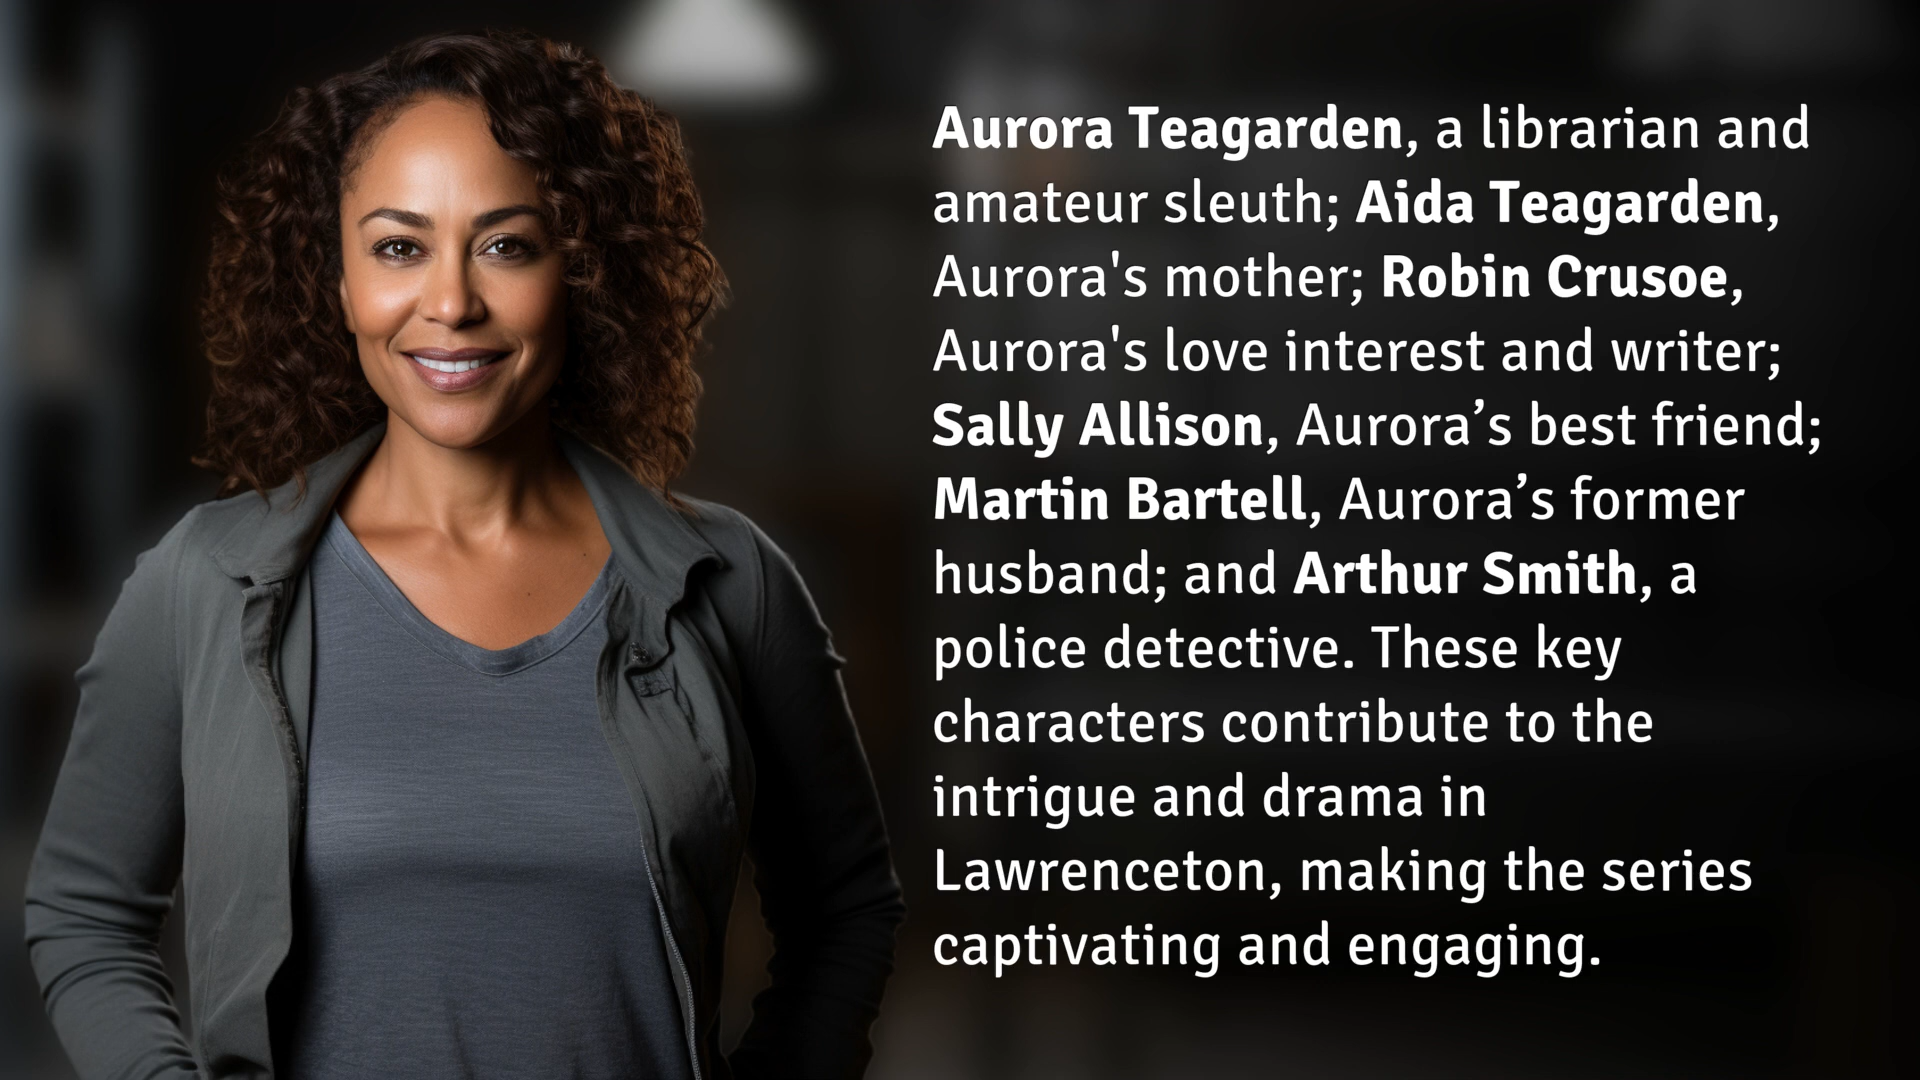 Aurora Teagarden, a librarian and
amateur sleuth; Aida Teagarden,
Aurora's mother; Robin Crusoe,
Aurora's love interest and writer;
Sally Allison, Aurora’s best friend;
Martin Bartell, Aurora’s former
husband; and Arthur Smith, a
police detective. These key
characters contribute to the
intrigue and drama in
Lawrenceton, making the series
captivating and engaging.